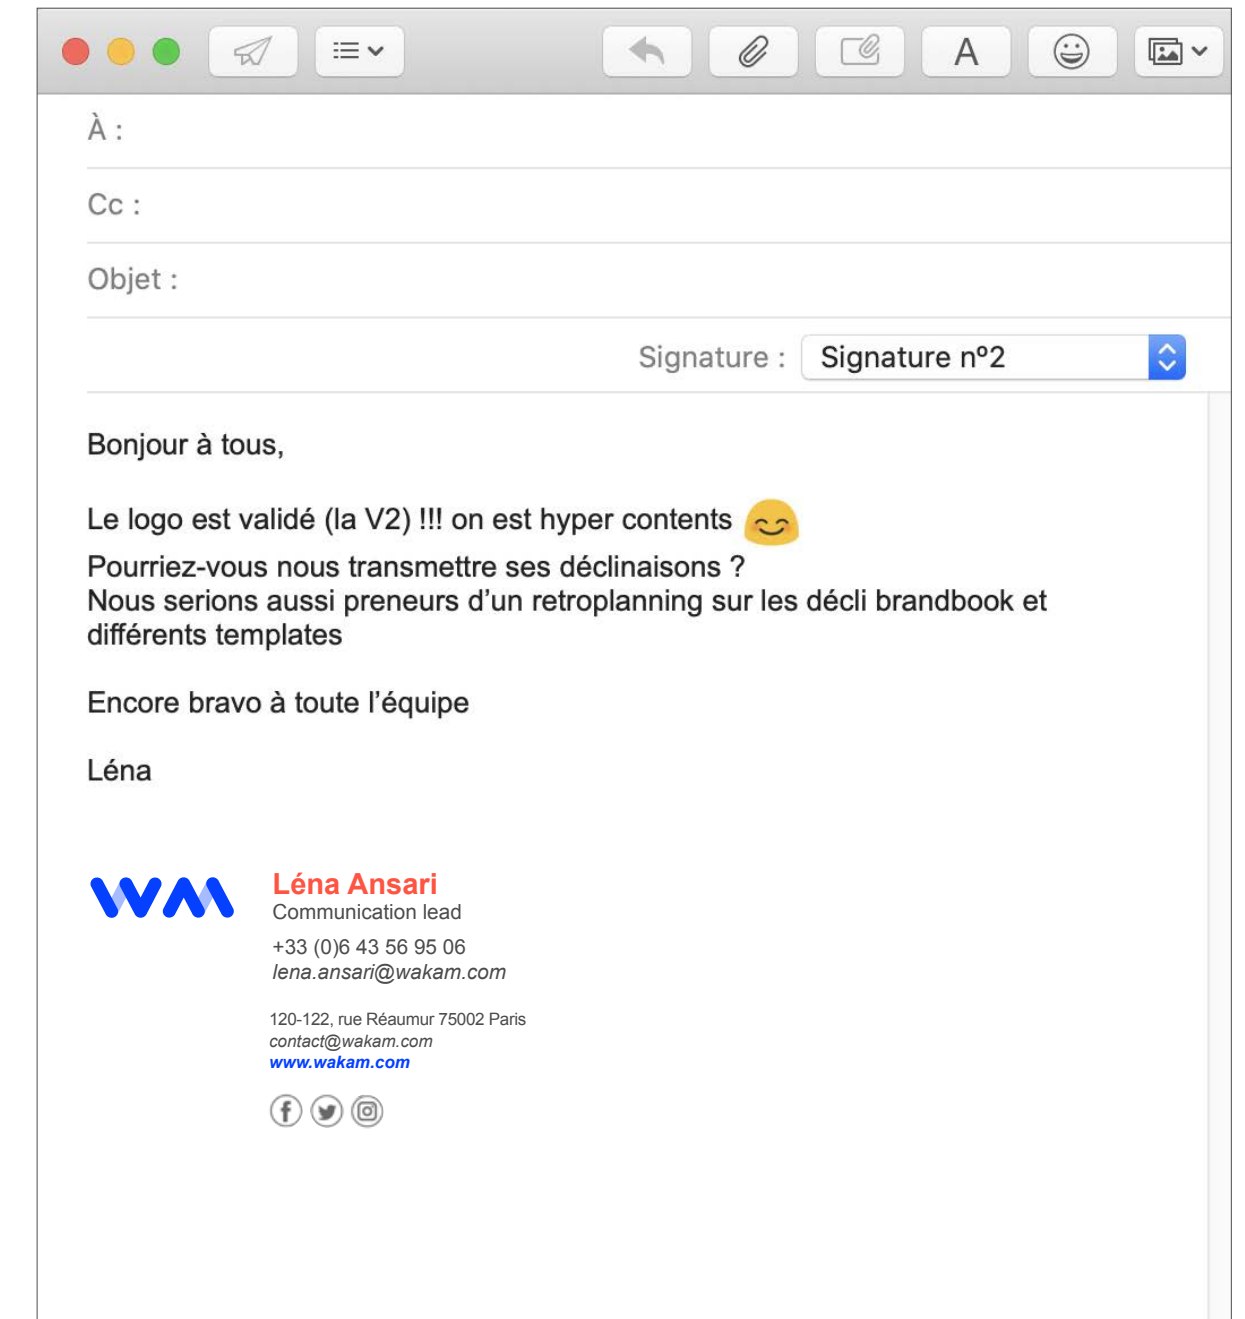 À :
Cc :
Objet :
Signature : Signature nº2
Bonjour à tous,
Le logo est validé (la V2) !!! on est hyper contents 😊
Pourriez-vous nous transmettre ses déclinaisons ?
Nous serions aussi preneurs d’un retroplanning sur les décli brandbook et
différents templates
Encore bravo à toute l’équipe
Léna
WM
Léna Ansari
Communication lead
+33 (0)6 43 56 95 06
lena.ansari@wakam.com
120-122, rue Réaumur 75002 Paris
contact@wakam.com
www.wakam.com